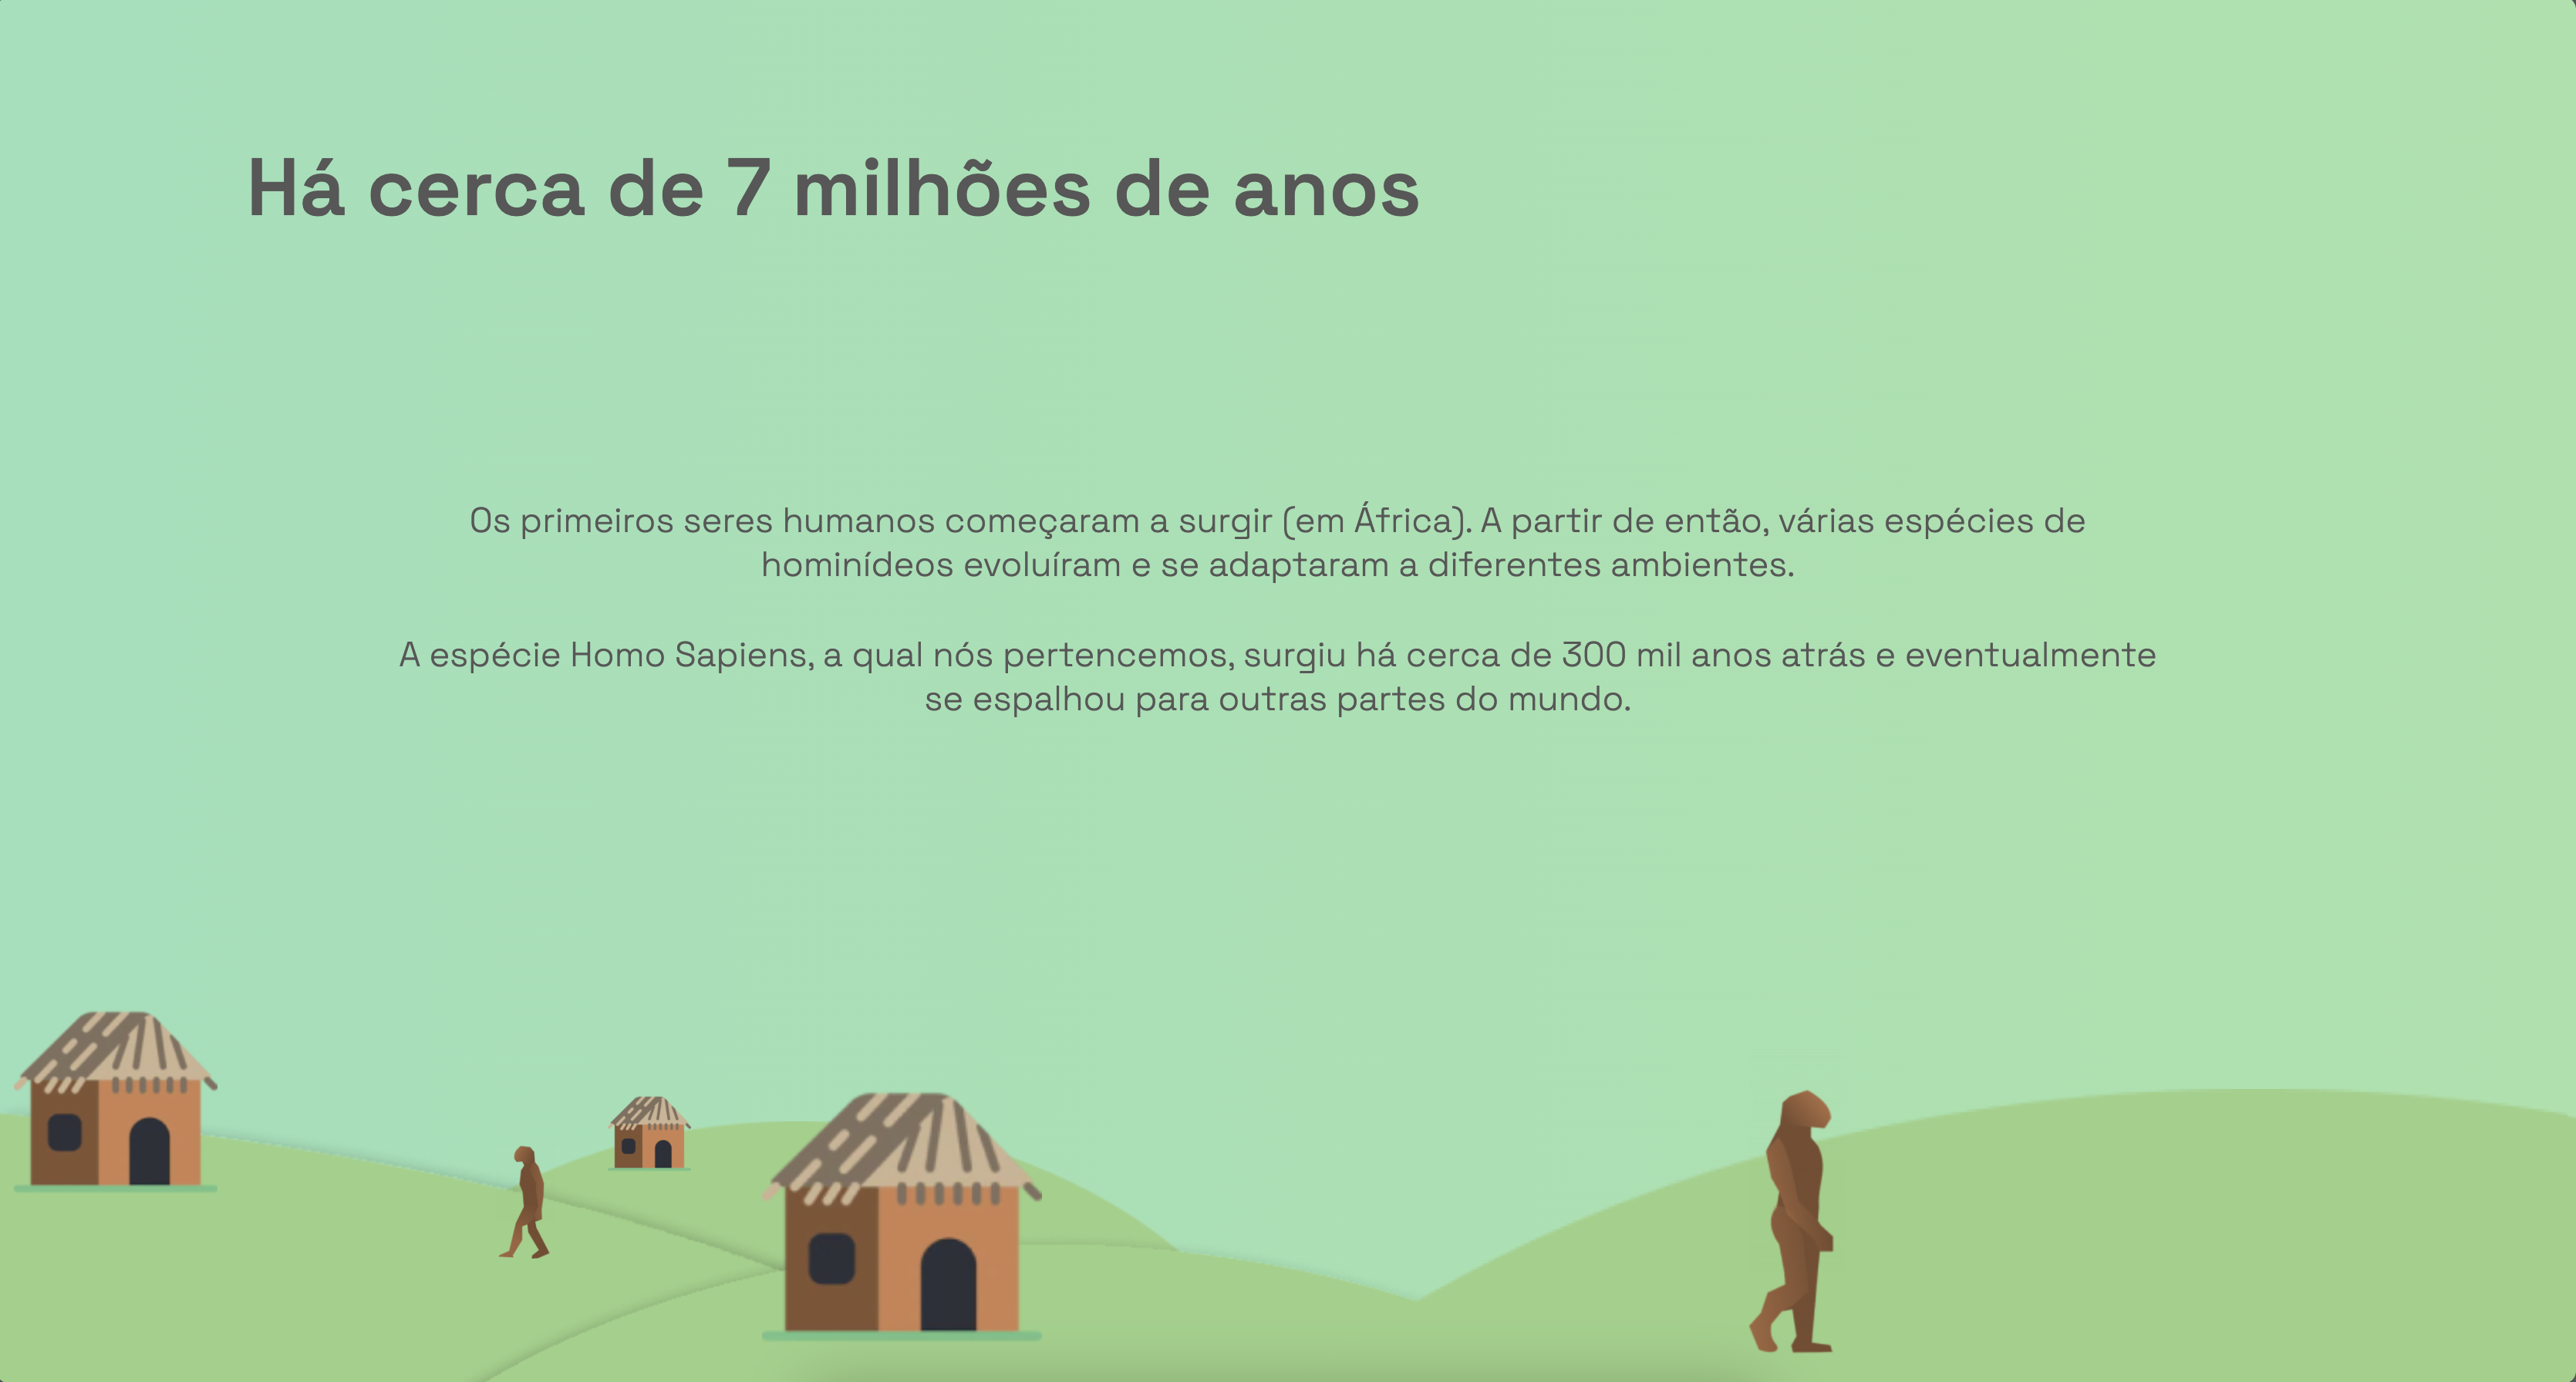 Há cerca de 7 milhões de anos
Os primeiros seres humanos começaram a surgir (em África). A partir de então, várias espécies de
hominídeos evoluíram e se adaptaram a diferentes ambientes.
A espécie Homo Sapiens, a qual nós pertencemos, surgiu há cerca de 300 mil anos atrás e eventualmente
se espalhou para outras partes do mundo.